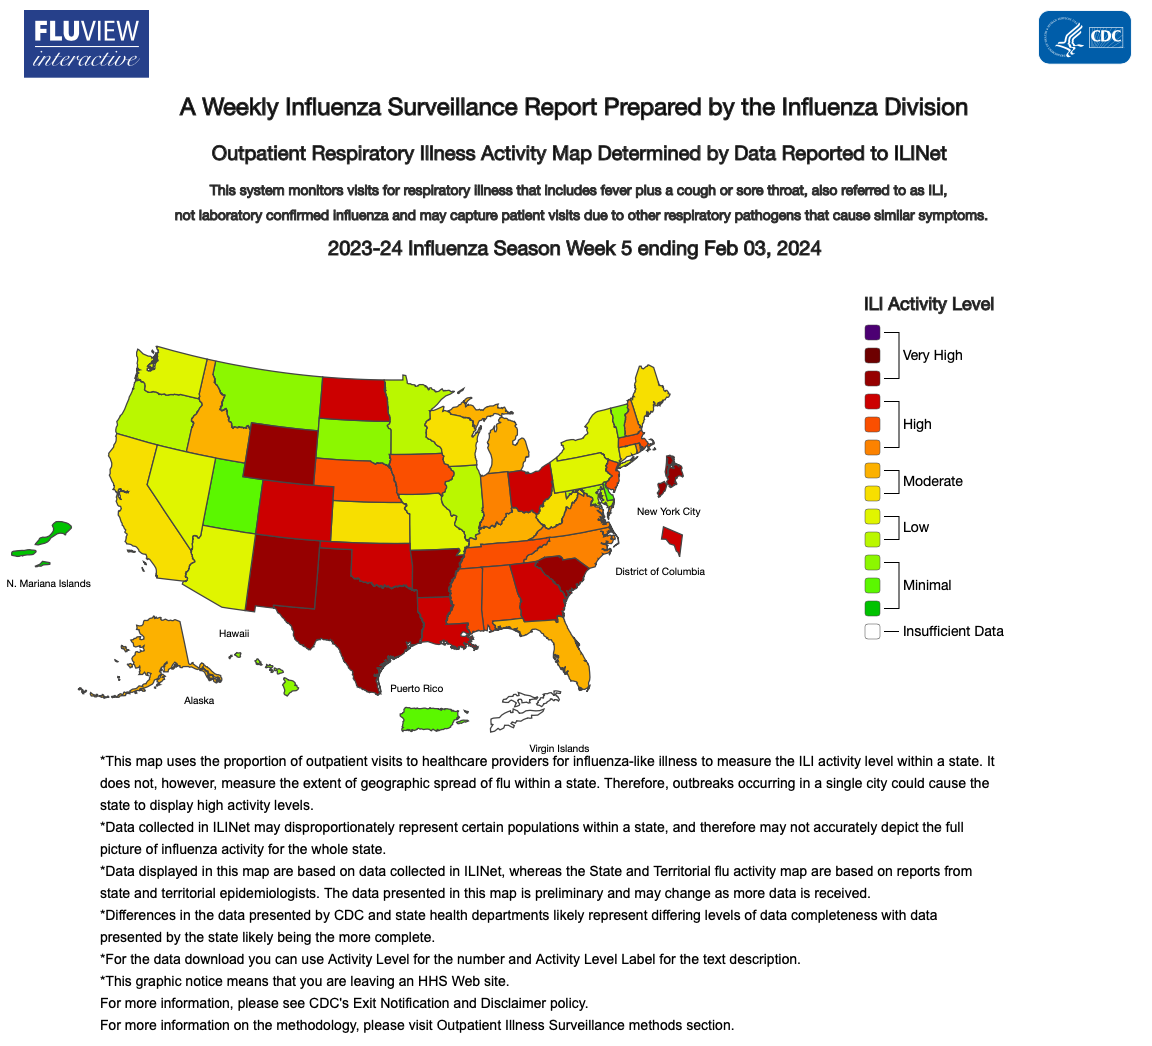 FLUVIEW
interactive
CDC
A Weekly Influenza Surveillance Report Prepared by the Influenza Division
Outpatient Respiratory Illness Activity Map Determined by Data Reported to ILINet
This system monitors visits for respiratory illness that includes fever plus a cough or sore throat, also referred to as ILI,
not laboratory confirmed influenza and may capture patient visits due to other respiratory pathogens that cause similar symptoms.
2023-24 Influenza Season Week 5 ending Feb 03, 2024
ILI Activity Level
Very High
High
Moderate
Low
Minimal
Insufficient Data
New York City
District of Columbia
N. Mariana Islands
Hawaii
Alaska
Puerto Rico
Virgin Islands
*This map uses the proportion of outpatient visits to healthcare providers for influenza-like illness to measure the ILI activity level within a state. It
does not, however, measure the extent of geographic spread of flu within a state. Therefore, outbreaks occurring in a single city could cause the
state to display high activity levels.
*Data collected in ILINet may disproportionately represent certain populations within a state, and therefore may not accurately depict the full
picture of influenza activity for the whole state.
*Data displayed in this map are based on data collected in ILINet, whereas the State and Territorial flu activity map are based on reports from
state and territorial epidemiologists. The data presented in this map is preliminary and may change as more data is received.
*Differences in the data presented by CDC and state health departments likely represent differing levels of data completeness with data
presented by the state likely being the more complete.
*For the data download you can use Activity Level for the number and Activity Level Label for the text description.
*This graphic notice means that you are leaving an HHS Web site.
For more information, please see CDC's Exit Notification and Disclaimer policy.
For more information on the methodology, please visit Outpatient Illness Surveillance methods section.